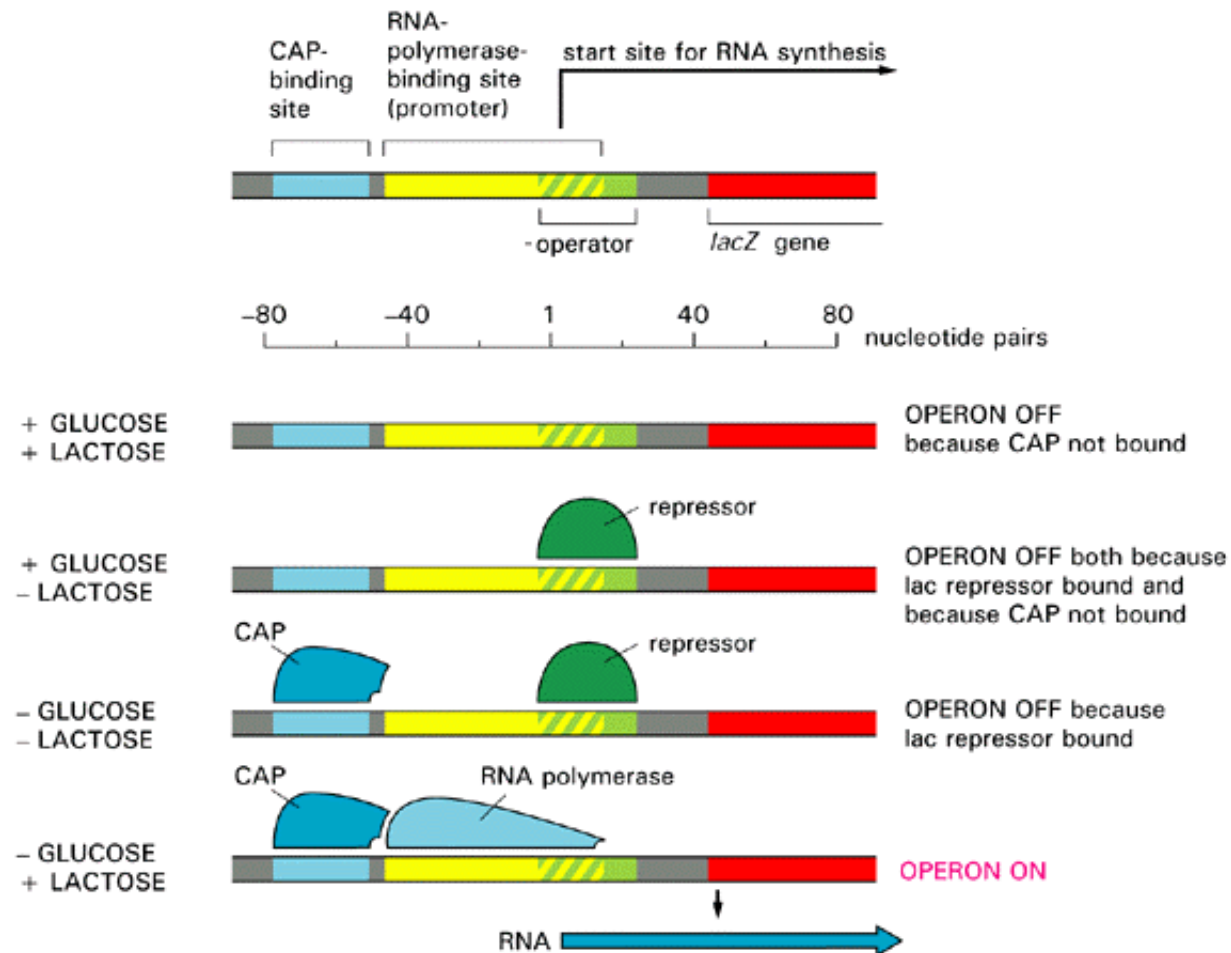 CAP-
binding
site
RNA-
polymerase-
binding site
(promoter)
start site for RNA synthesis
-operator
lacZ gene
−80 −40 1 40 80
nucleotide pairs
+ GLUCOSE
+ LACTOSE
OPERON OFF
because CAP not bound
repressor
+ GLUCOSE
− LACTOSE
OPERON OFF both because
lac repressor bound and
because CAP not bound
CAP
repressor
− GLUCOSE
− LACTOSE
OPERON OFF because
lac repressor bound
CAP
RNA polymerase
− GLUCOSE
+ LACTOSE
OPERON ON
RNA